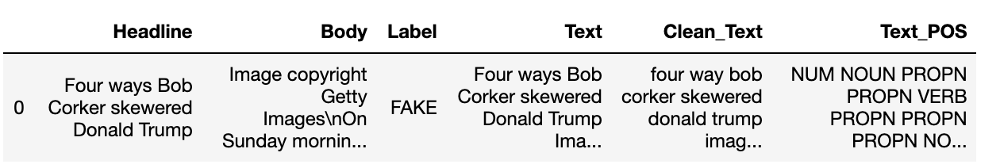 Headline Body Label Text Clean_Text Text_POS
0
Four ways Bob
Corker skewered
Donald Trump
Image copyright
Getty
Images\nOn
Sunday mornin...
FAKE
Four ways Bob
Corker skewered
Donald Trump
Ima...
four way bob
corker skewered
donald trump
imag...
NUM NOUN PROPN
PROPN VERB
PROPN PROPN
PROPN NO...